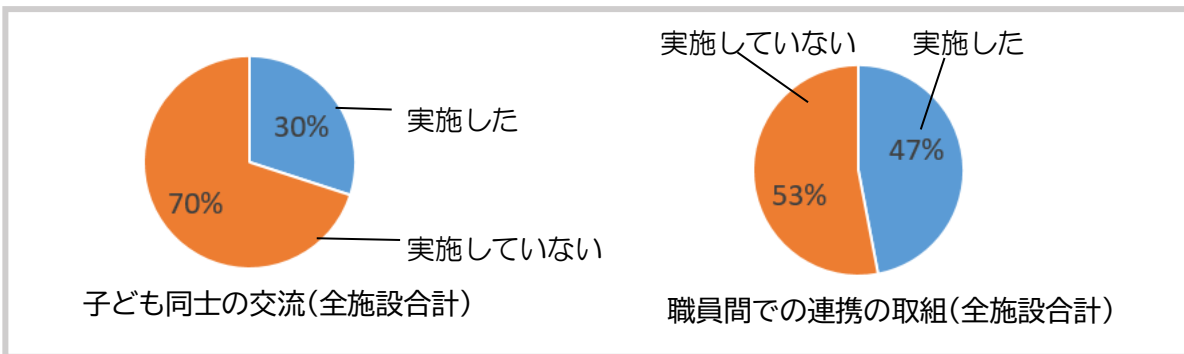 30%
実施した
70%
実施していない
子ども同士の交流(全施設合計)
実施していない
実施した
47%
53%
職員間での連携の取組(全施設合計)